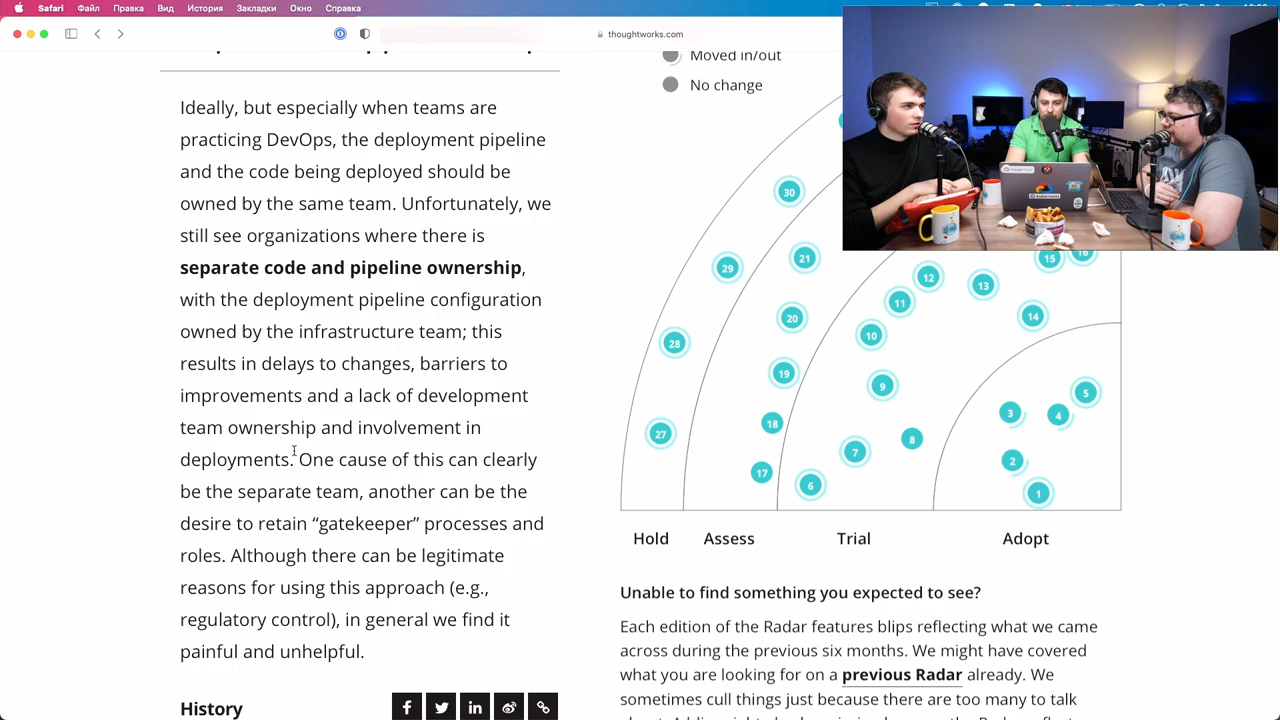 Safari Файл Правка Вид История Закладки Окно Справка
thoughtworks.com
Ideally, but especially when teams are
practicing DevOps, the deployment pipeline
and the code being deployed should be
owned by the same team. Unfortunately, we
still see organizations where there is
separate code and pipeline ownership,
with the deployment pipeline configuration
owned by the infrastructure team; this
results in delays to changes, barriers to
improvements and a lack of development
team ownership and involvement in
deployments. One cause of this can clearly
be the separate team, another can be the
desire to retain “gatekeeper” processes and
roles. Although there can be legitimate
reasons for using this approach (e.g.,
regulatory control), in general we find it
painful and unhelpful.
History
Moved in/out
No change
30
29
21
28
20
19
27
18
17
12
11
10
13
15
16
14
9
8
7
6
5
4
3
2
1
Hold Assess Trial Adopt
Unable to find something you expected to see?
Each edition of the Radar features blips reflecting what we came
across during the previous six months. We might have covered
what you are looking for on a previous Radar already. We
sometimes cull things just because there are too many to talk